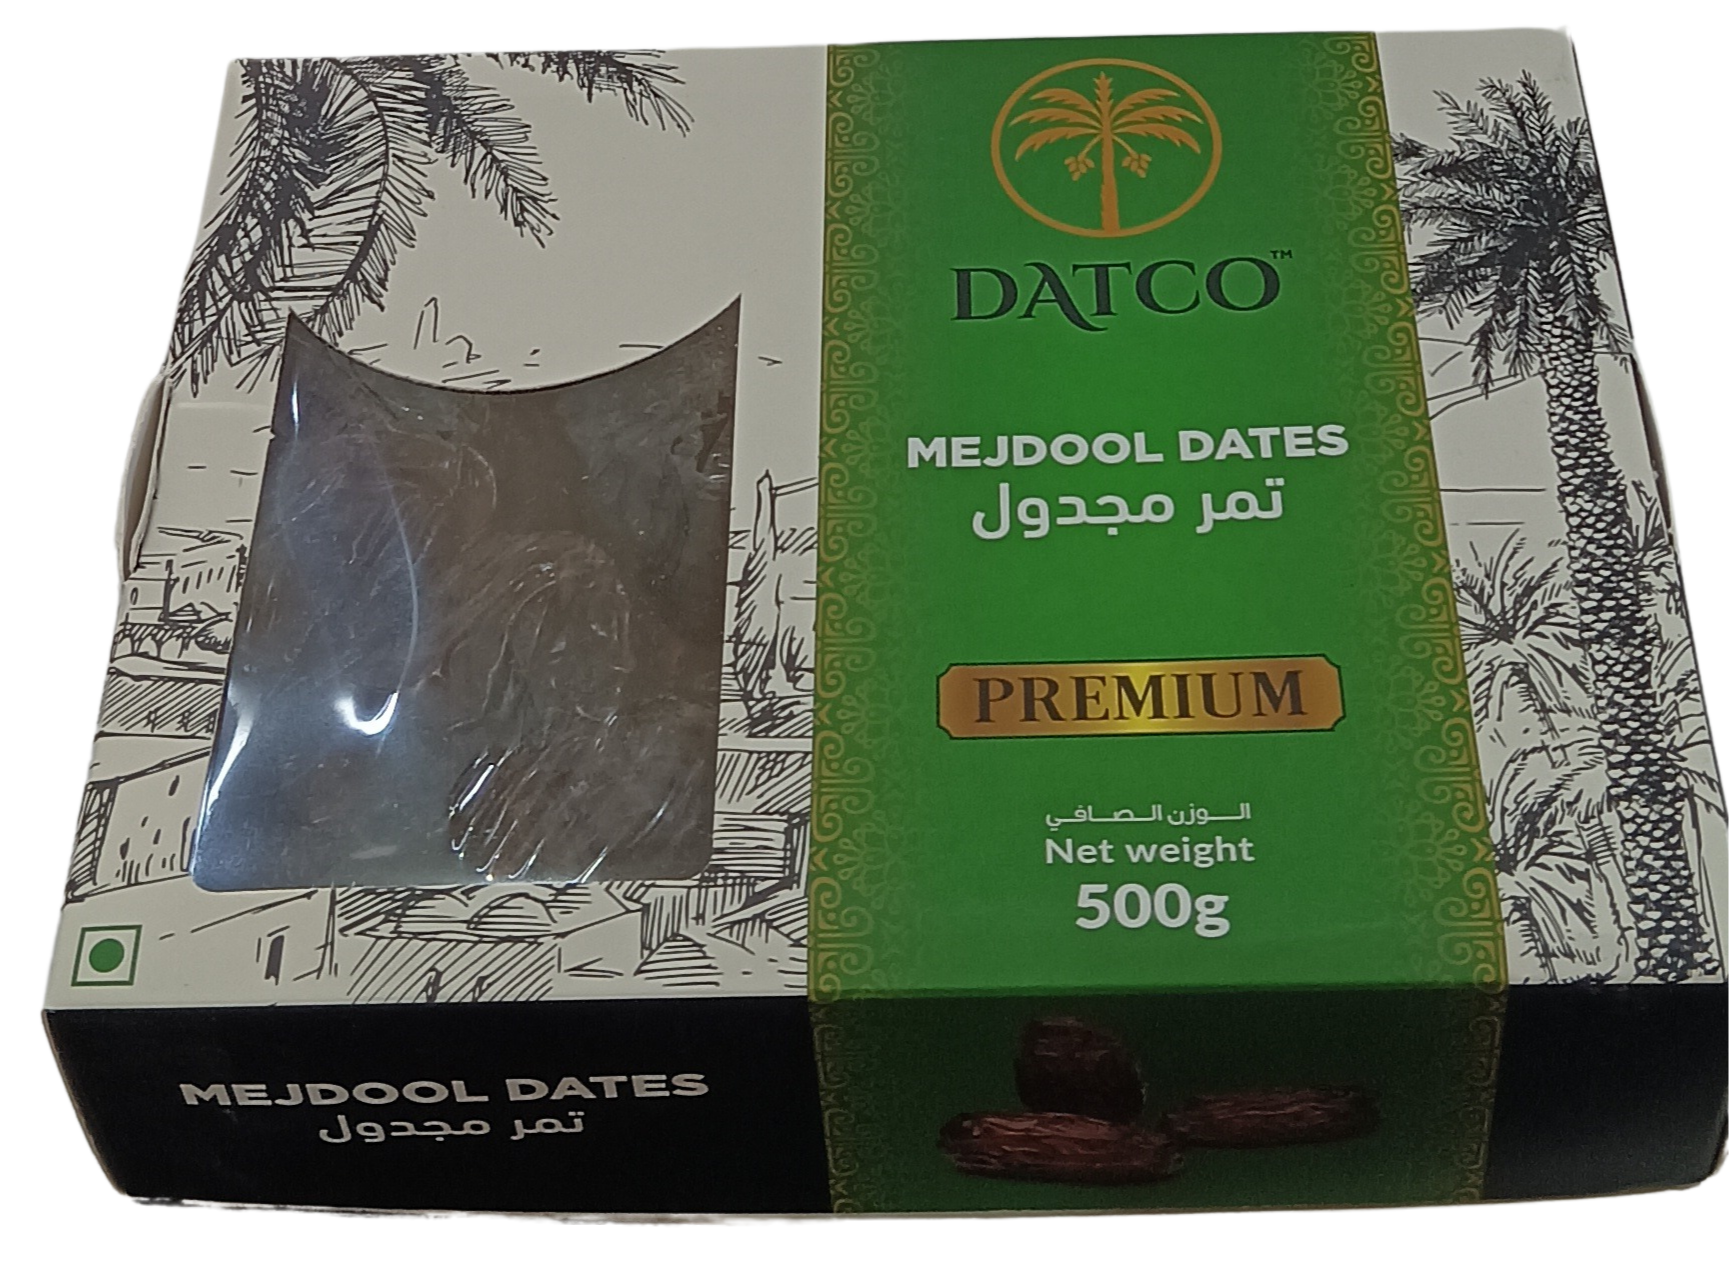 DATCO™
MEJDOOL DATES
تمر مجدول
PREMIUM
الوزن الصافي
Net weight
500g
MEJDOOL DATES
تمر مجدول